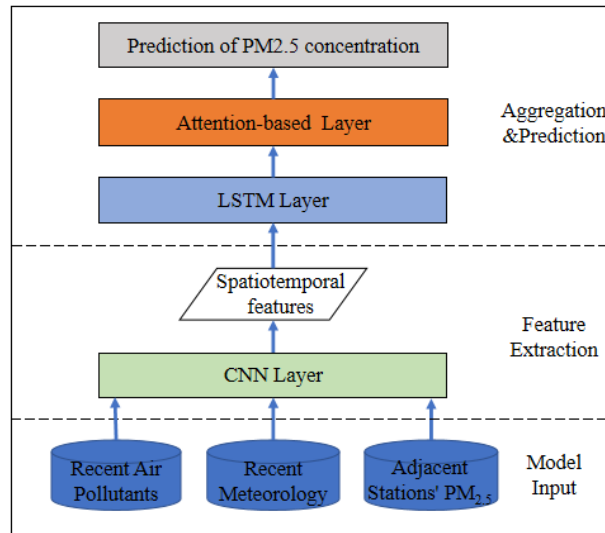 Prediction of PM2.5 concentration
Attention-based Layer
Aggregation
&Prediction
LSTM Layer
Spatiotemporal
features
Feature
Extraction
CNN Layer
Recent Air
Pollutants
Recent
Meteorology
Adjacent
Stations' PM2.5
Model
Input